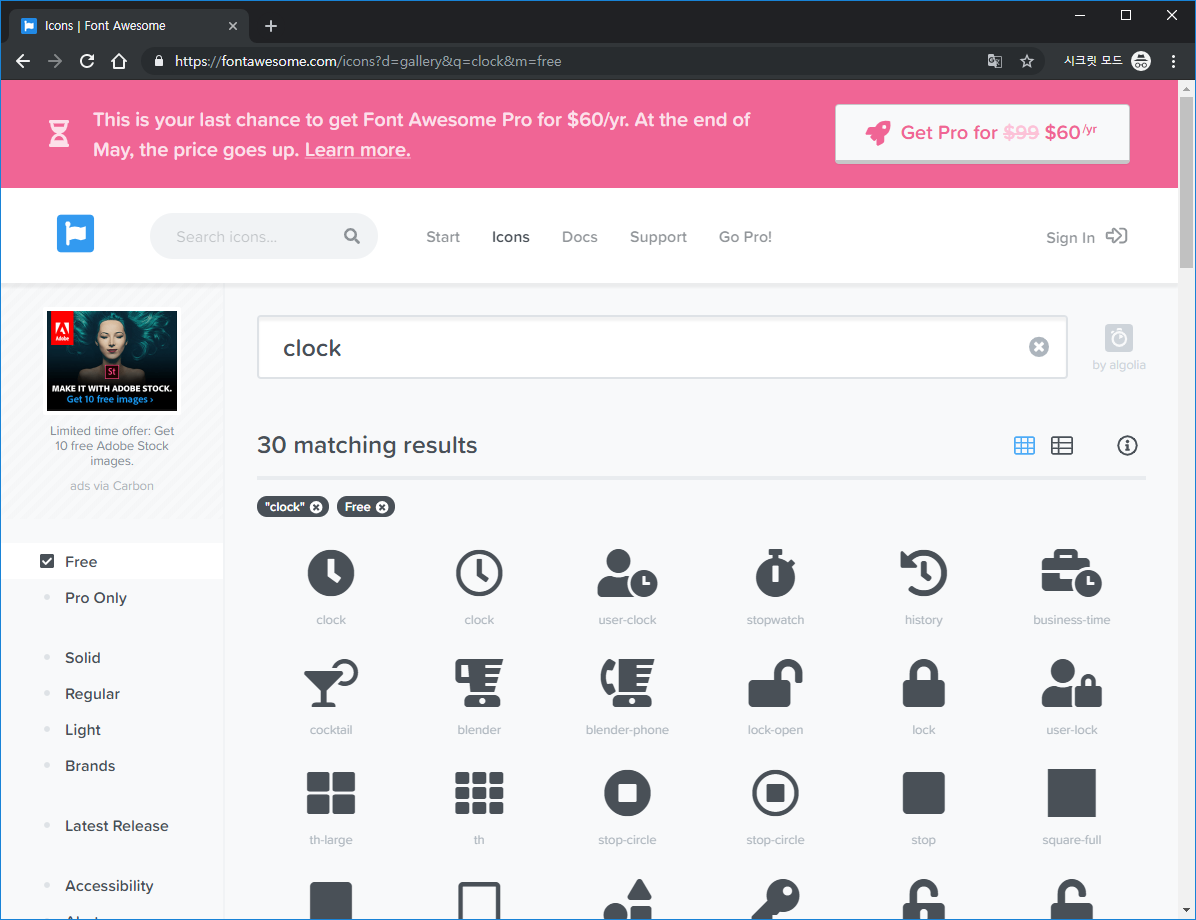 Icons | Font Awesome
https://fontawesome.com/icons?d=gallery&q=clock&m=free
시크릿 모드
This is your last chance to get Font Awesome Pro for $60/yr. At the end of
May, the price goes up. Learn more.
Get Pro for $99 $60/yr
Search icons...
Start
Icons
Docs
Support
Go Pro!
Sign In
Adobe
St
MAKE IT WITH ADOBE STOCK.
Get 10 free images ›
Limited time offer: Get
10 free Adobe Stock
images.
ads via Carbon
clock
by algolia
30 matching results
"clock"
Free
Free
Pro Only
Solid
Regular
Light
Brands
Latest Release
Accessibility
clock
clock
user-clock
stopwatch
history
business-time
cocktail
blender
blender-phone
lock-open
lock
user-lock
th-large
th
stop-circle
stop-circle
stop
square-full